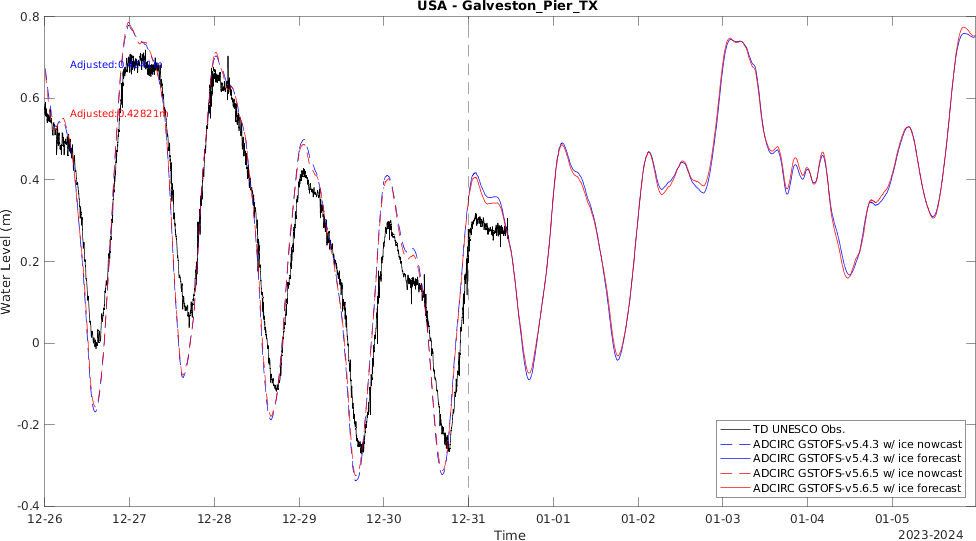 USA - Galveston_Pier_TX
0.8
0.6
0.4
0.2
0
-0.2
-0.4
Water Level (m)
Adjusted:0.42821m
TD UNESCO Obs.
ADCIRC GSTOFS-v5.4.3 w/ ice nowcast
ADCIRC GSTOFS-v5.4.3 w/ ice forecast
ADCIRC GSTOFS-v5.6.5 w/ ice nowcast
ADCIRC GSTOFS-v5.6.5 w/ ice forecast
12-26 12-27 12-28 12-29 12-30 12-31 01-01 01-02 01-03 01-04 01-05
Time
2023-2024